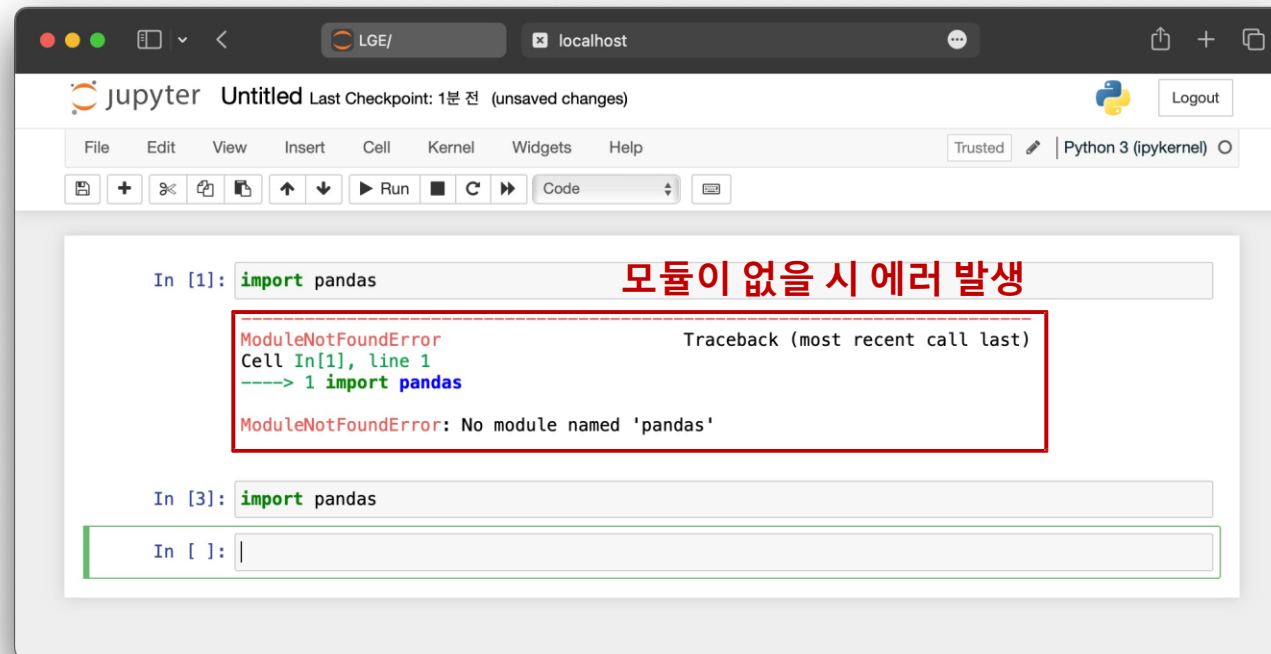 LGE/
localhost
jupyter Untitled Last Checkpoint: 1분 전 (unsaved changes)
Logout
File Edit View Insert Cell Kernel Widgets Help
Trusted Python 3 (ipykernel)
Run Code
In [1]: import pandas
모듈이 없을 시 에러 발생
ModuleNotFoundError Traceback (most recent call last)
Cell In[1], line 1
----> 1 import pandas
ModuleNotFoundError: No module named 'pandas'
In [3]: import pandas
In [ ]: